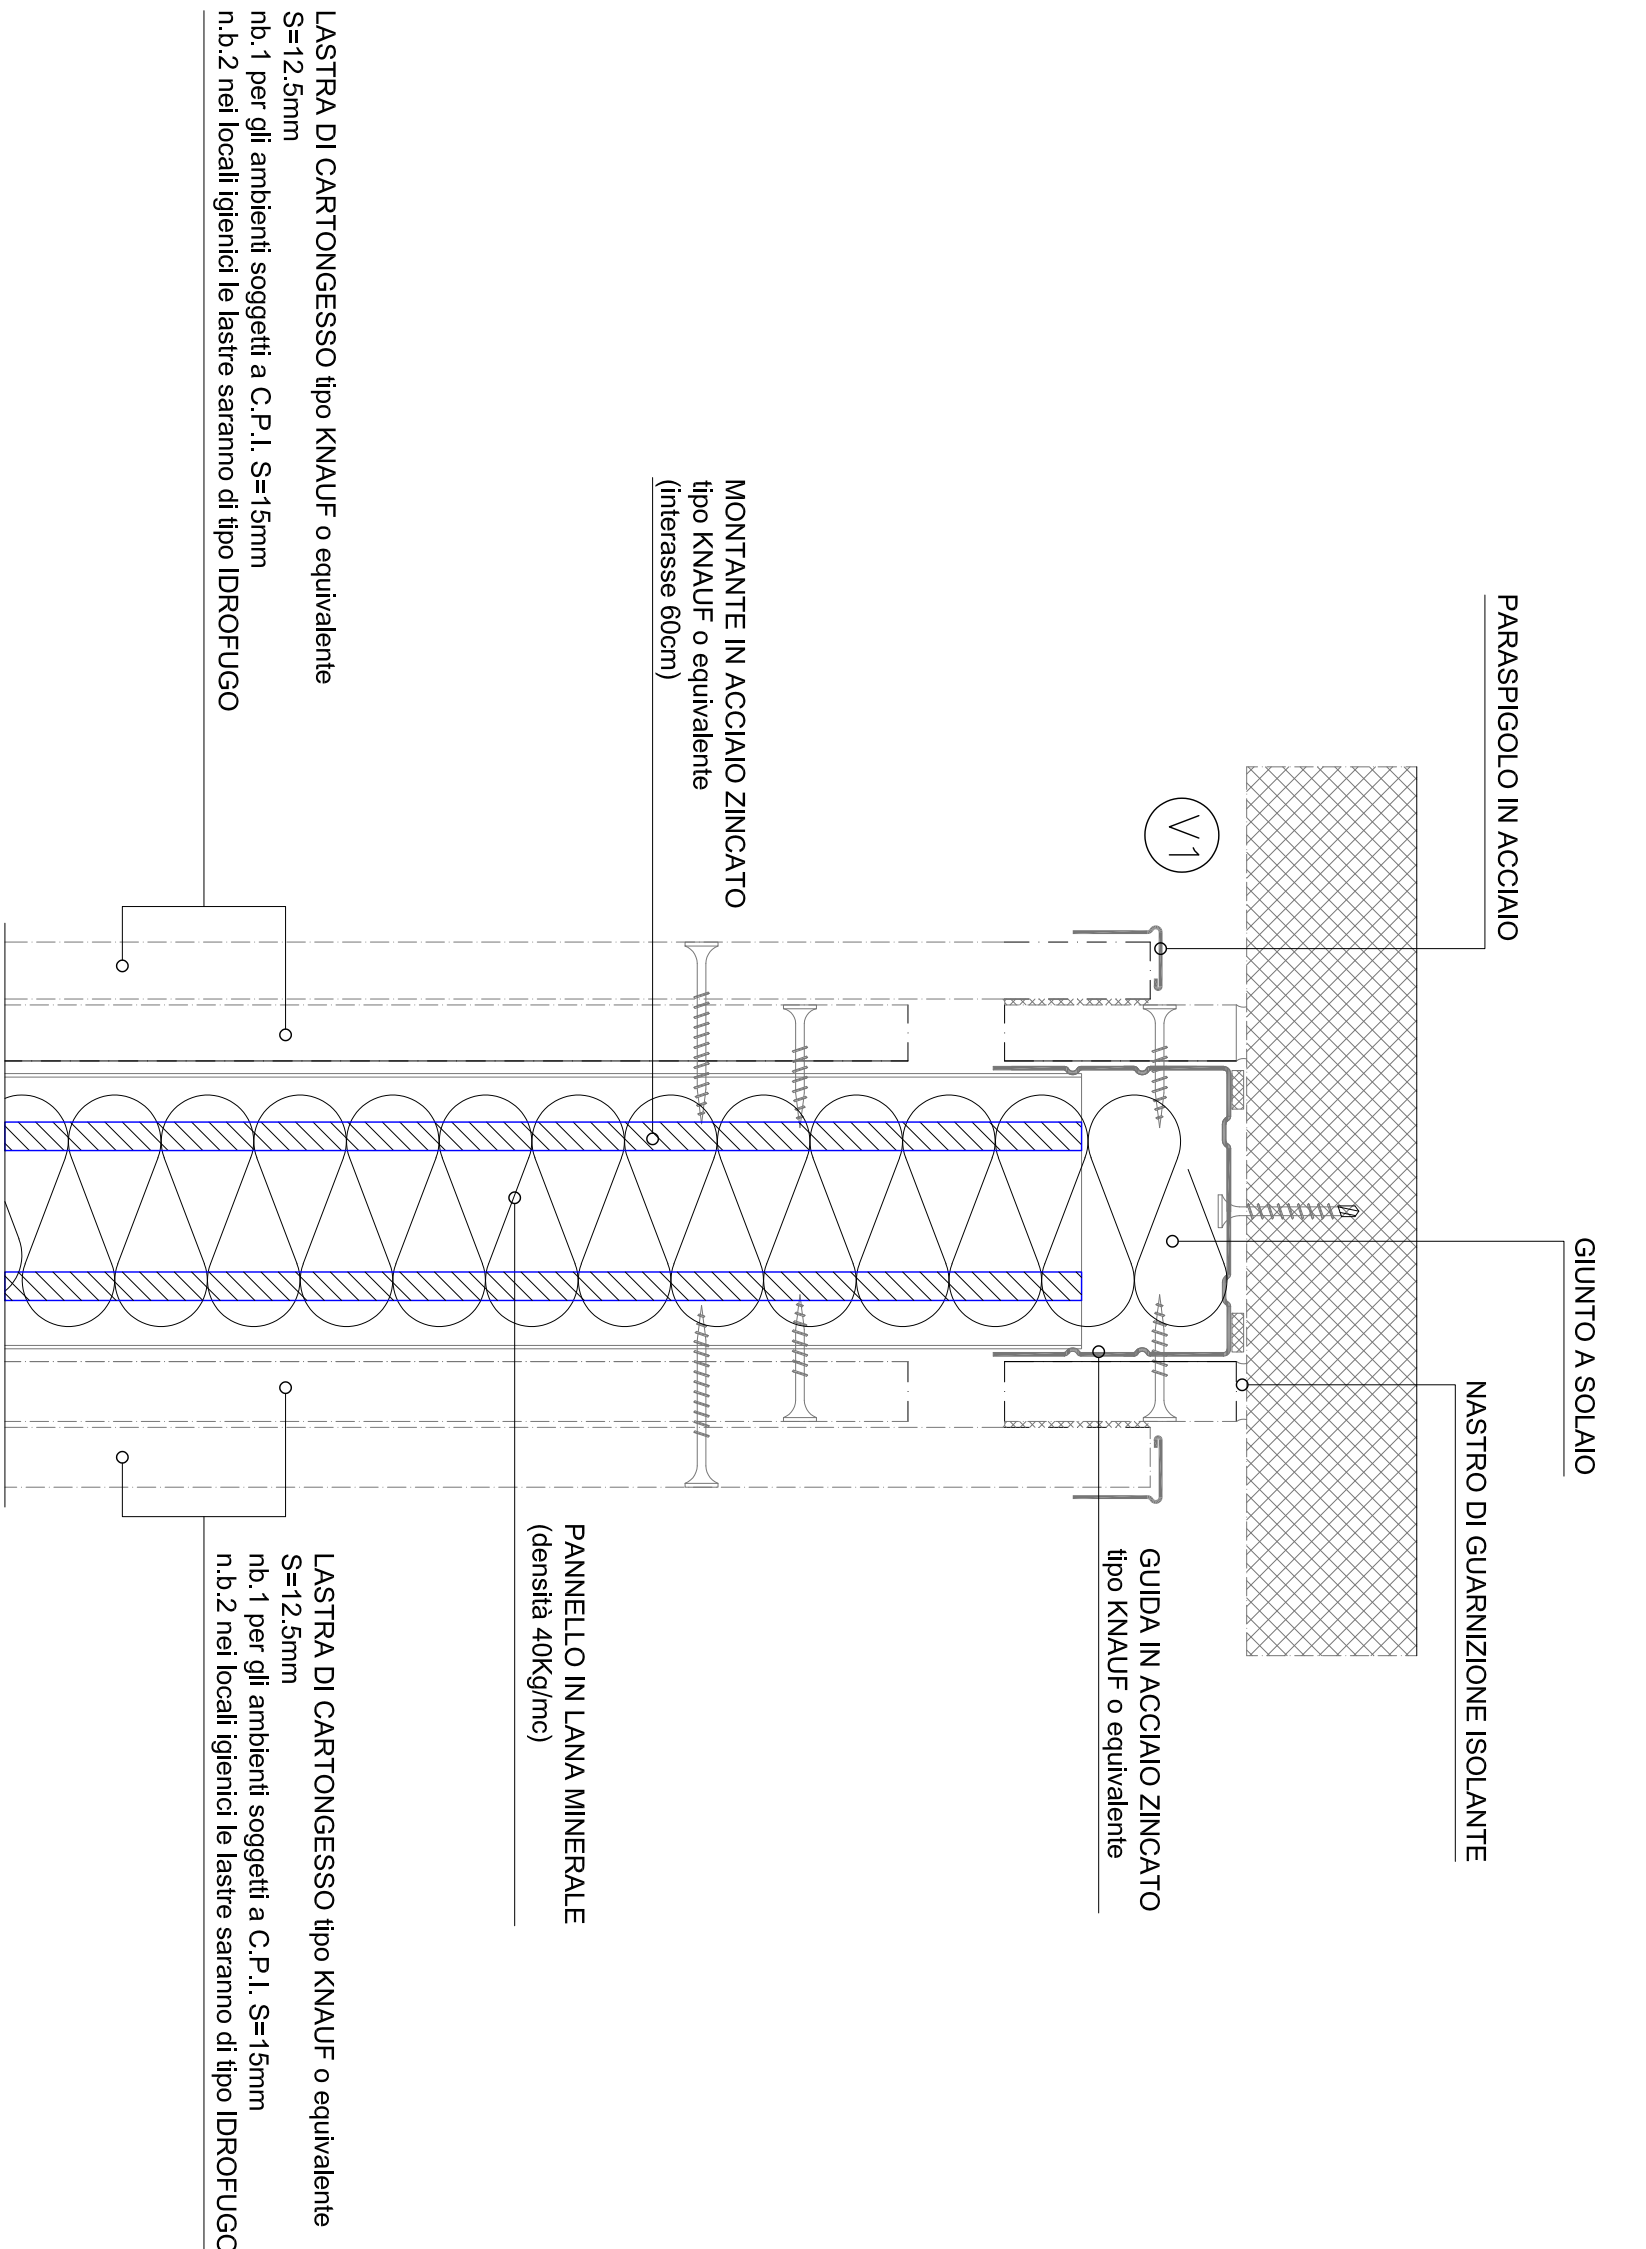 GIUNTO A SOLAIO
PARASPIGOLO IN ACCIAIO
NASTRO DI GUARNIZIONE ISOLANTE
V1
GUIDA IN ACCIAIO ZINCATO
tipo KNAUF o equivalente
MONTANTE IN ACCIAIO ZINCATO
tipo KNAUF o equivalente
(interasse 60cm)
PANNELLO IN LANA MINERALE
(densità 40Kg/mc)
LASTRA DI CARTONGESSO tipo KNAUF o equivalente
S=12.5mm
nb.1 per gli ambienti soggetti a C.P.I. S=15mm
n.b.2 nei locali igienici le lastre saranno di tipo IDROFUGO
LASTRA DI CARTONGESSO tipo KNAUF o equivalente
S=12.5mm
nb.1 per gli ambienti soggetti a C.P.I. S=15mm
n.b.2 nei locali igienici le lastre saranno di tipo IDROFUGO